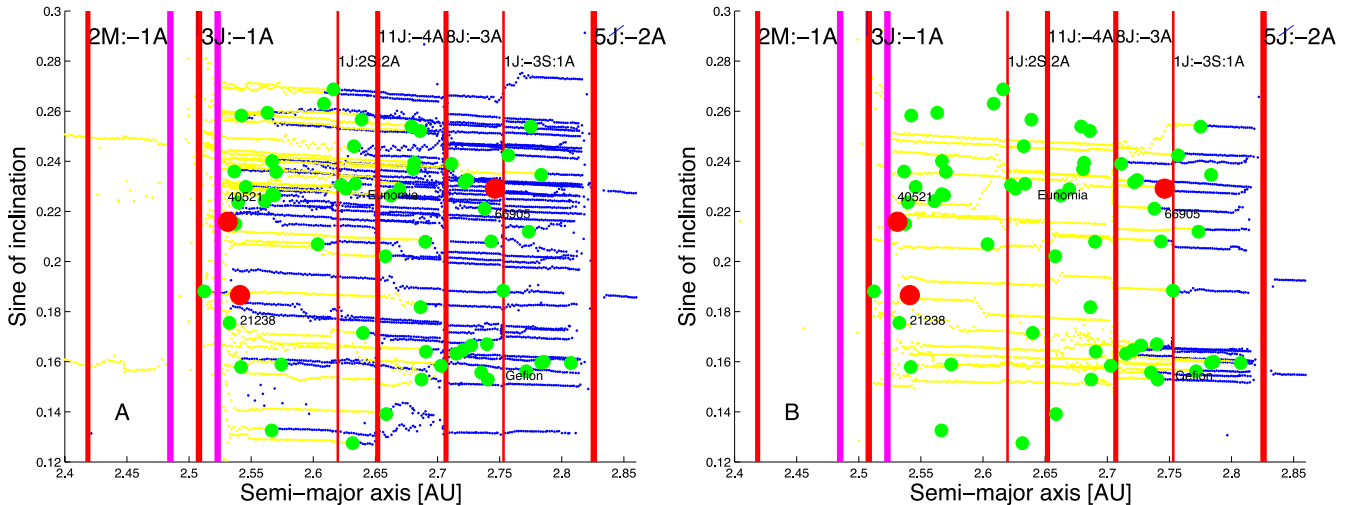 0.3
0.28
0.26
0.24
0.22
0.2
0.18
0.16
0.14
0.12
Sine of inclination
2M:−1A
3J:−1A
11J:−4A
8J:−3A
5J:−2A
1J:2S:2A
1J:−3S:1A
40521
Eunomia
66905
21238
Gefion
A
2.4 2.45 2.5 2.55 2.6 2.65 2.7 2.75 2.8 2.85
Semi−major axis [AU]
0.3
0.28
0.26
0.24
0.22
0.2
0.18
0.16
0.14
0.12
Sine of inclination
2M:−1A
3J:−1A
11J:−4A
8J:−3A
5J:−2A
1J:2S:2A
1J:−3S:1A
40521
Eunomia
66905
21238
Gefion
B
2.4 2.45 2.5 2.55 2.6 2.65 2.7 2.75 2.8 2.85
Semi−major axis [AU]